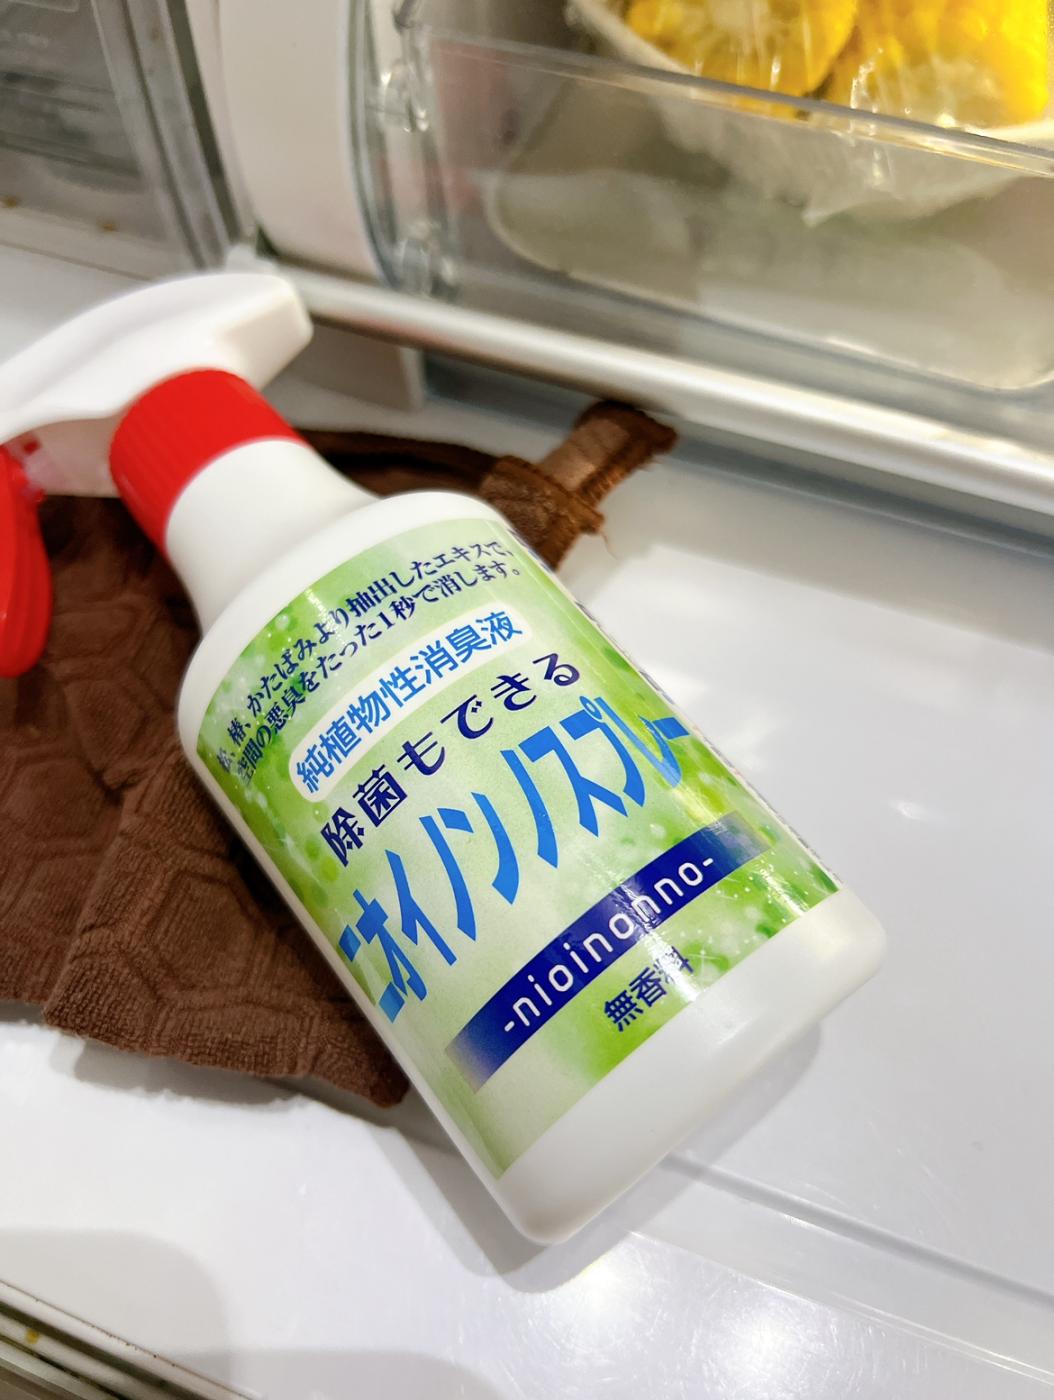 松、椿、かたばみより抽出したエキスで、
空間の悪臭をたった1秒で消します。
純植物性消臭液
除菌もできる
ニオイノンノスプレー
-nioinonno-
無香料